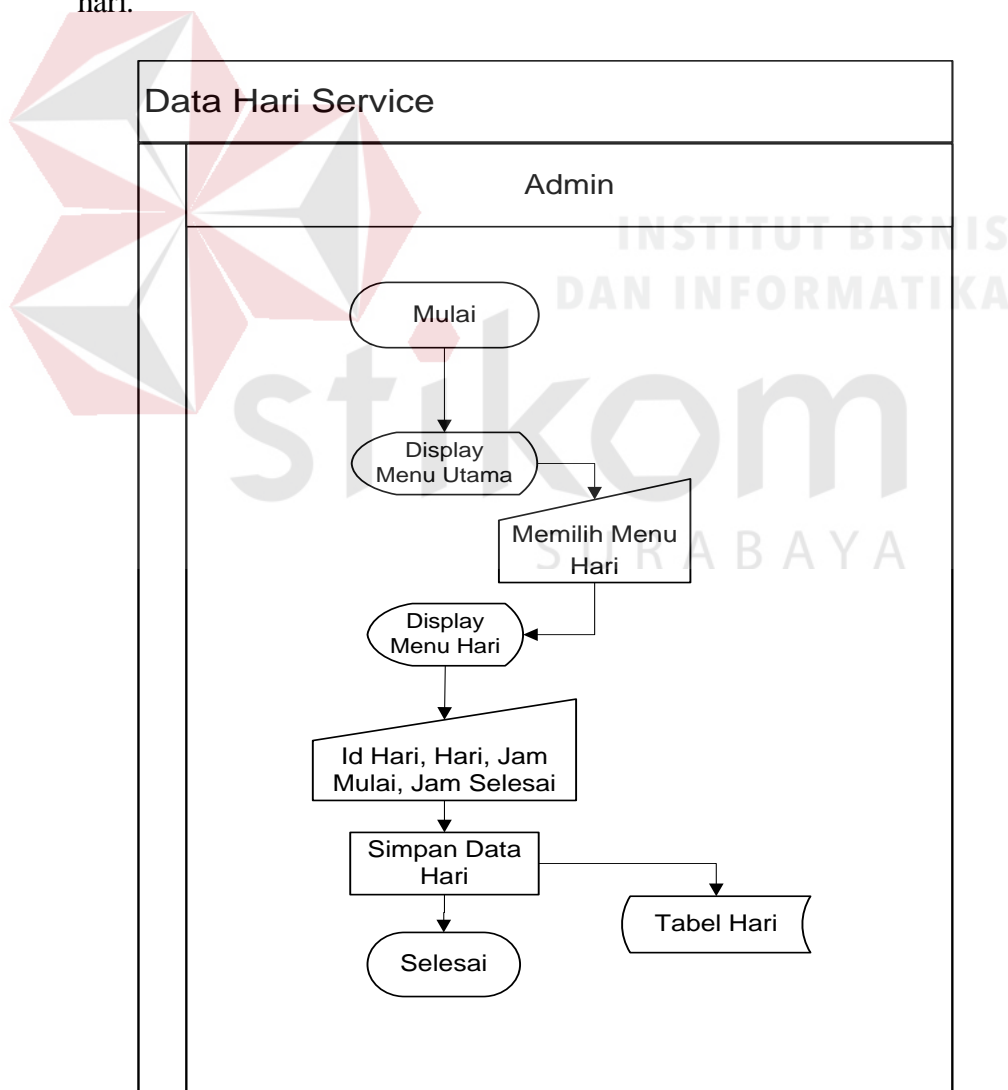 hari.
Data Hari Service
Admin
INSTITUT BISNIS
DAN INFORMATIKA
Mulai
stikom
Display
Menu Utama
Memilih Menu
Hari
SURABAYA
Display
Menu Hari
Id Hari, Hari, Jam
Mulai, Jam Selesai
Simpan Data
Hari
Tabel Hari
Selesai